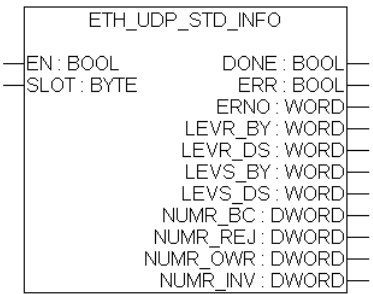 ETH_UDP_STD_INFO
EN : BOOL DONE : BOOL
SLOT : BYTE ERR : BOOL
ERNO : WORD
LEVR_BY : WORD
LEVR_DS : WORD
LEVS_BY : WORD
LEVS_DS : WORD
NUMR_BC : DWORD
NUMR_REJ : DWORD
NUMR_OWR : DWORD
NUMR_INV : DWORD